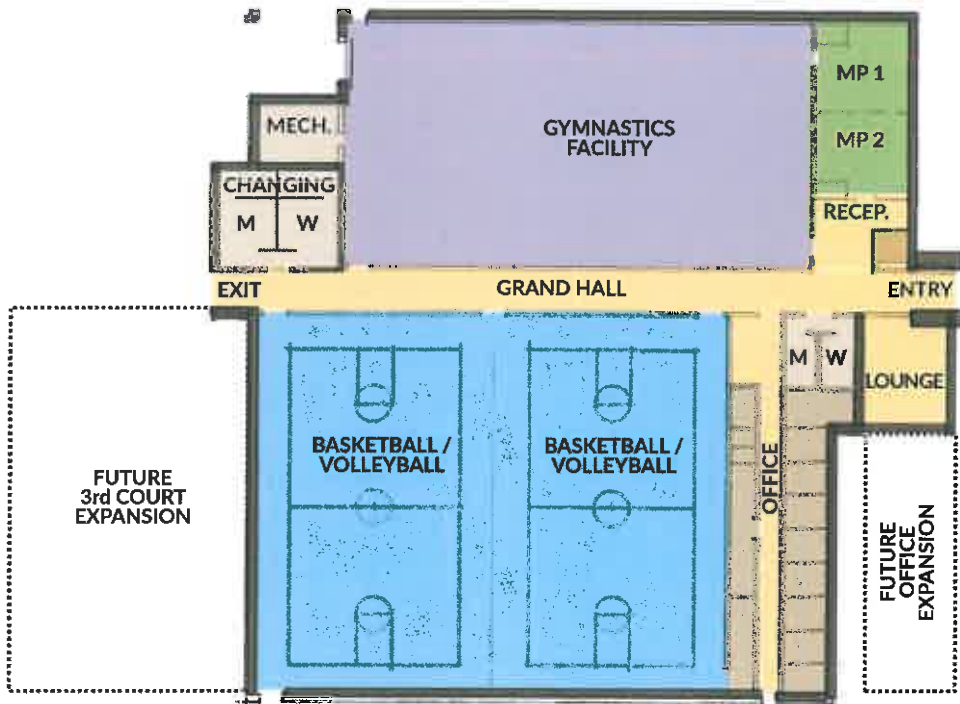 MP 1
MECH.
GYMNASTICS
FACILITY
MP 2
CHANGING
M W
RECEP.
EXIT
GRAND HALL
ENTRY
M W
LOUNGE
BASKETBALL /
VOLLEYBALL
BASKETBALL /
VOLLEYBALL
OFFICE
FUTURE
3rd COURT
EXPANSION
FUTURE
OFFICE
EXPANSION